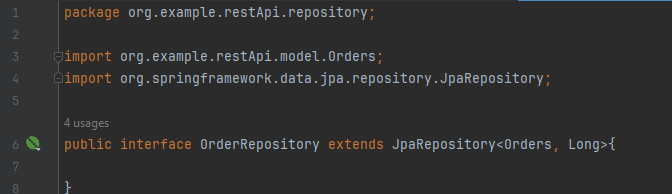 1 package org.example.restApi.repository;
2
3 import org.example.restApi.model.Orders;
4 import org.springframework.data.jpa.repository.JpaRepository;
5
4 usages
6 public interface OrderRepository extends JpaRepository<Orders, Long>{
7
8 }